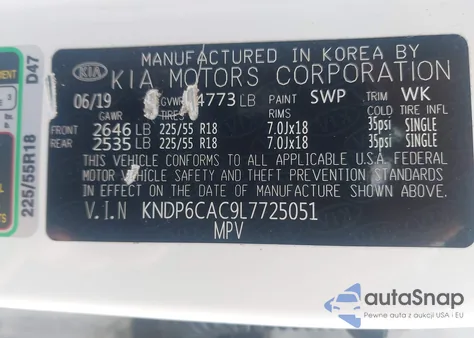 MANUFACTURED IN KOREA BY
KIA KIA MOTORS CORPORATION
06/19 GVWR 4773 LB PAINT SWP TRIM WK
GAWR TIRES RIMS COLD TIRE INFL
FRONT 2646 LB 225/55 R18 7.0Jx18 35psi SINGLE
REAR 2535 LB 225/55 R18 7.0Jx18 35psi SINGLE
THIS VEHICLE CONFORMS TO ALL APPLICABLE U.S.A. FEDERAL
MOTOR VEHICLE SAFETY, BUMPER, AND THEFT PREVENTION STANDARDS
IN EFFECT ON THE DATE OF MANUFACTURE SHOWN ABOVE.
V.I.N KNDP6CAC9L7725051
MPV
225/55R18 D47
autoSnap
Pewne auta z aukcji USA i EU